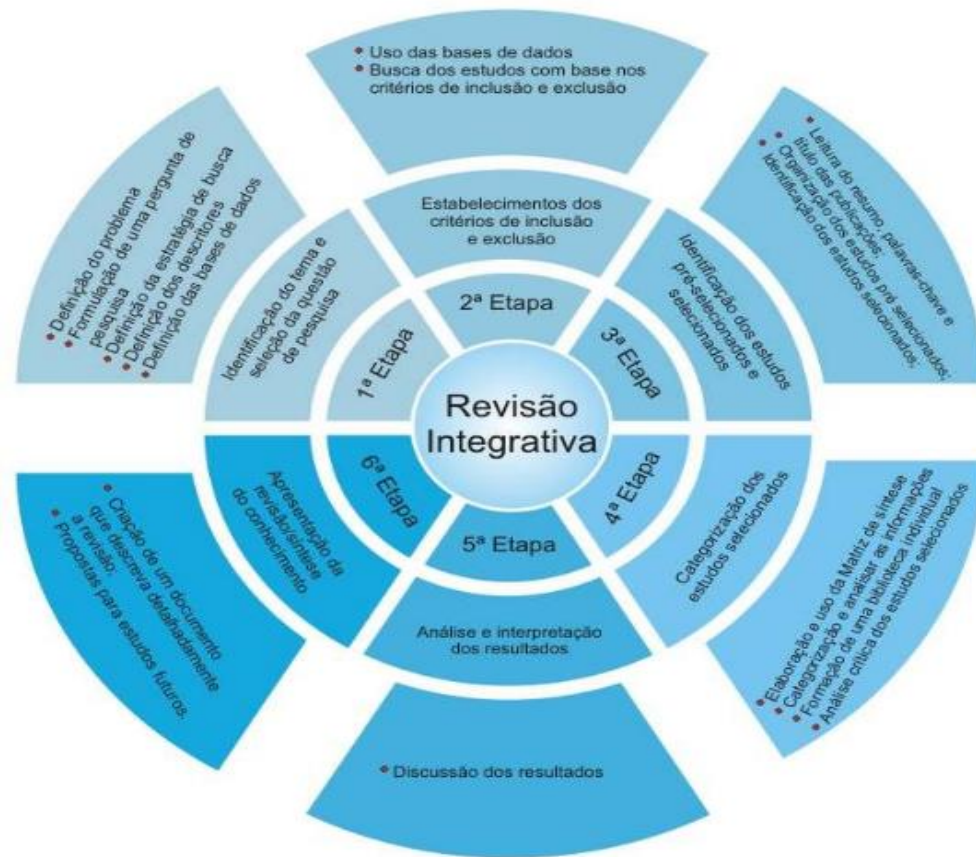 Revisão
Integrativa
1ª Etapa
Identificação do tema e
seleção da questão
de pesquisa
• Definição do problema
• Formulação de uma pergunta de
pesquisa
• Definição da estratégia de busca
• Definição dos descritores
• Definição das bases de dados
2ª Etapa
Estabelecimentos dos
critérios de inclusão
e exclusão
• Uso das bases de dados
• Busca dos estudos com base nos
critérios de inclusão e exclusão
3ª Etapa
Identificação dos estudos
pré-selecionados e
selecionados
• Leitura do resumo, palavras-chave e
título das publicações;
• Organização dos estudos pré selecionados;
• Identificação dos estudos selecionados;
4ª Etapa
Categorização dos
estudos selecionados
• Elaboração e uso da Matriz de síntese
• Categorização e analisar as informações
• Formação de uma biblioteca individual
• Análise crítica dos estudos selecionados
5ª Etapa
Análise e interpretação
dos resultados
• Discussão dos resultados
6ª Etapa
Apresentação da
revisão/síntese
do conhecimento
• Criação de um documento
que descreva detalhadamente
a revisão;
• Propostas para estudos futuros.